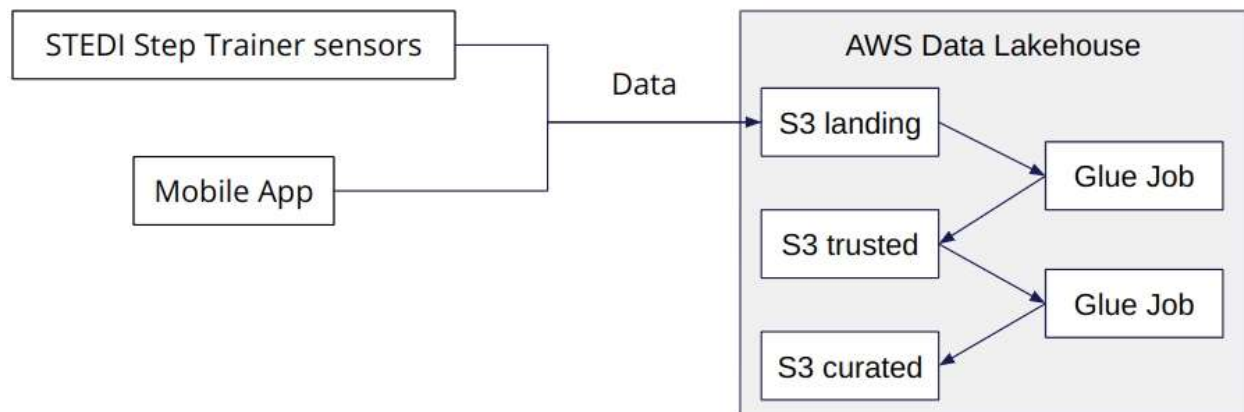 STEDI Step Trainer sensors
Mobile App
Data
AWS Data Lakehouse
S3 landing
Glue Job
S3 trusted
Glue Job
S3 curated